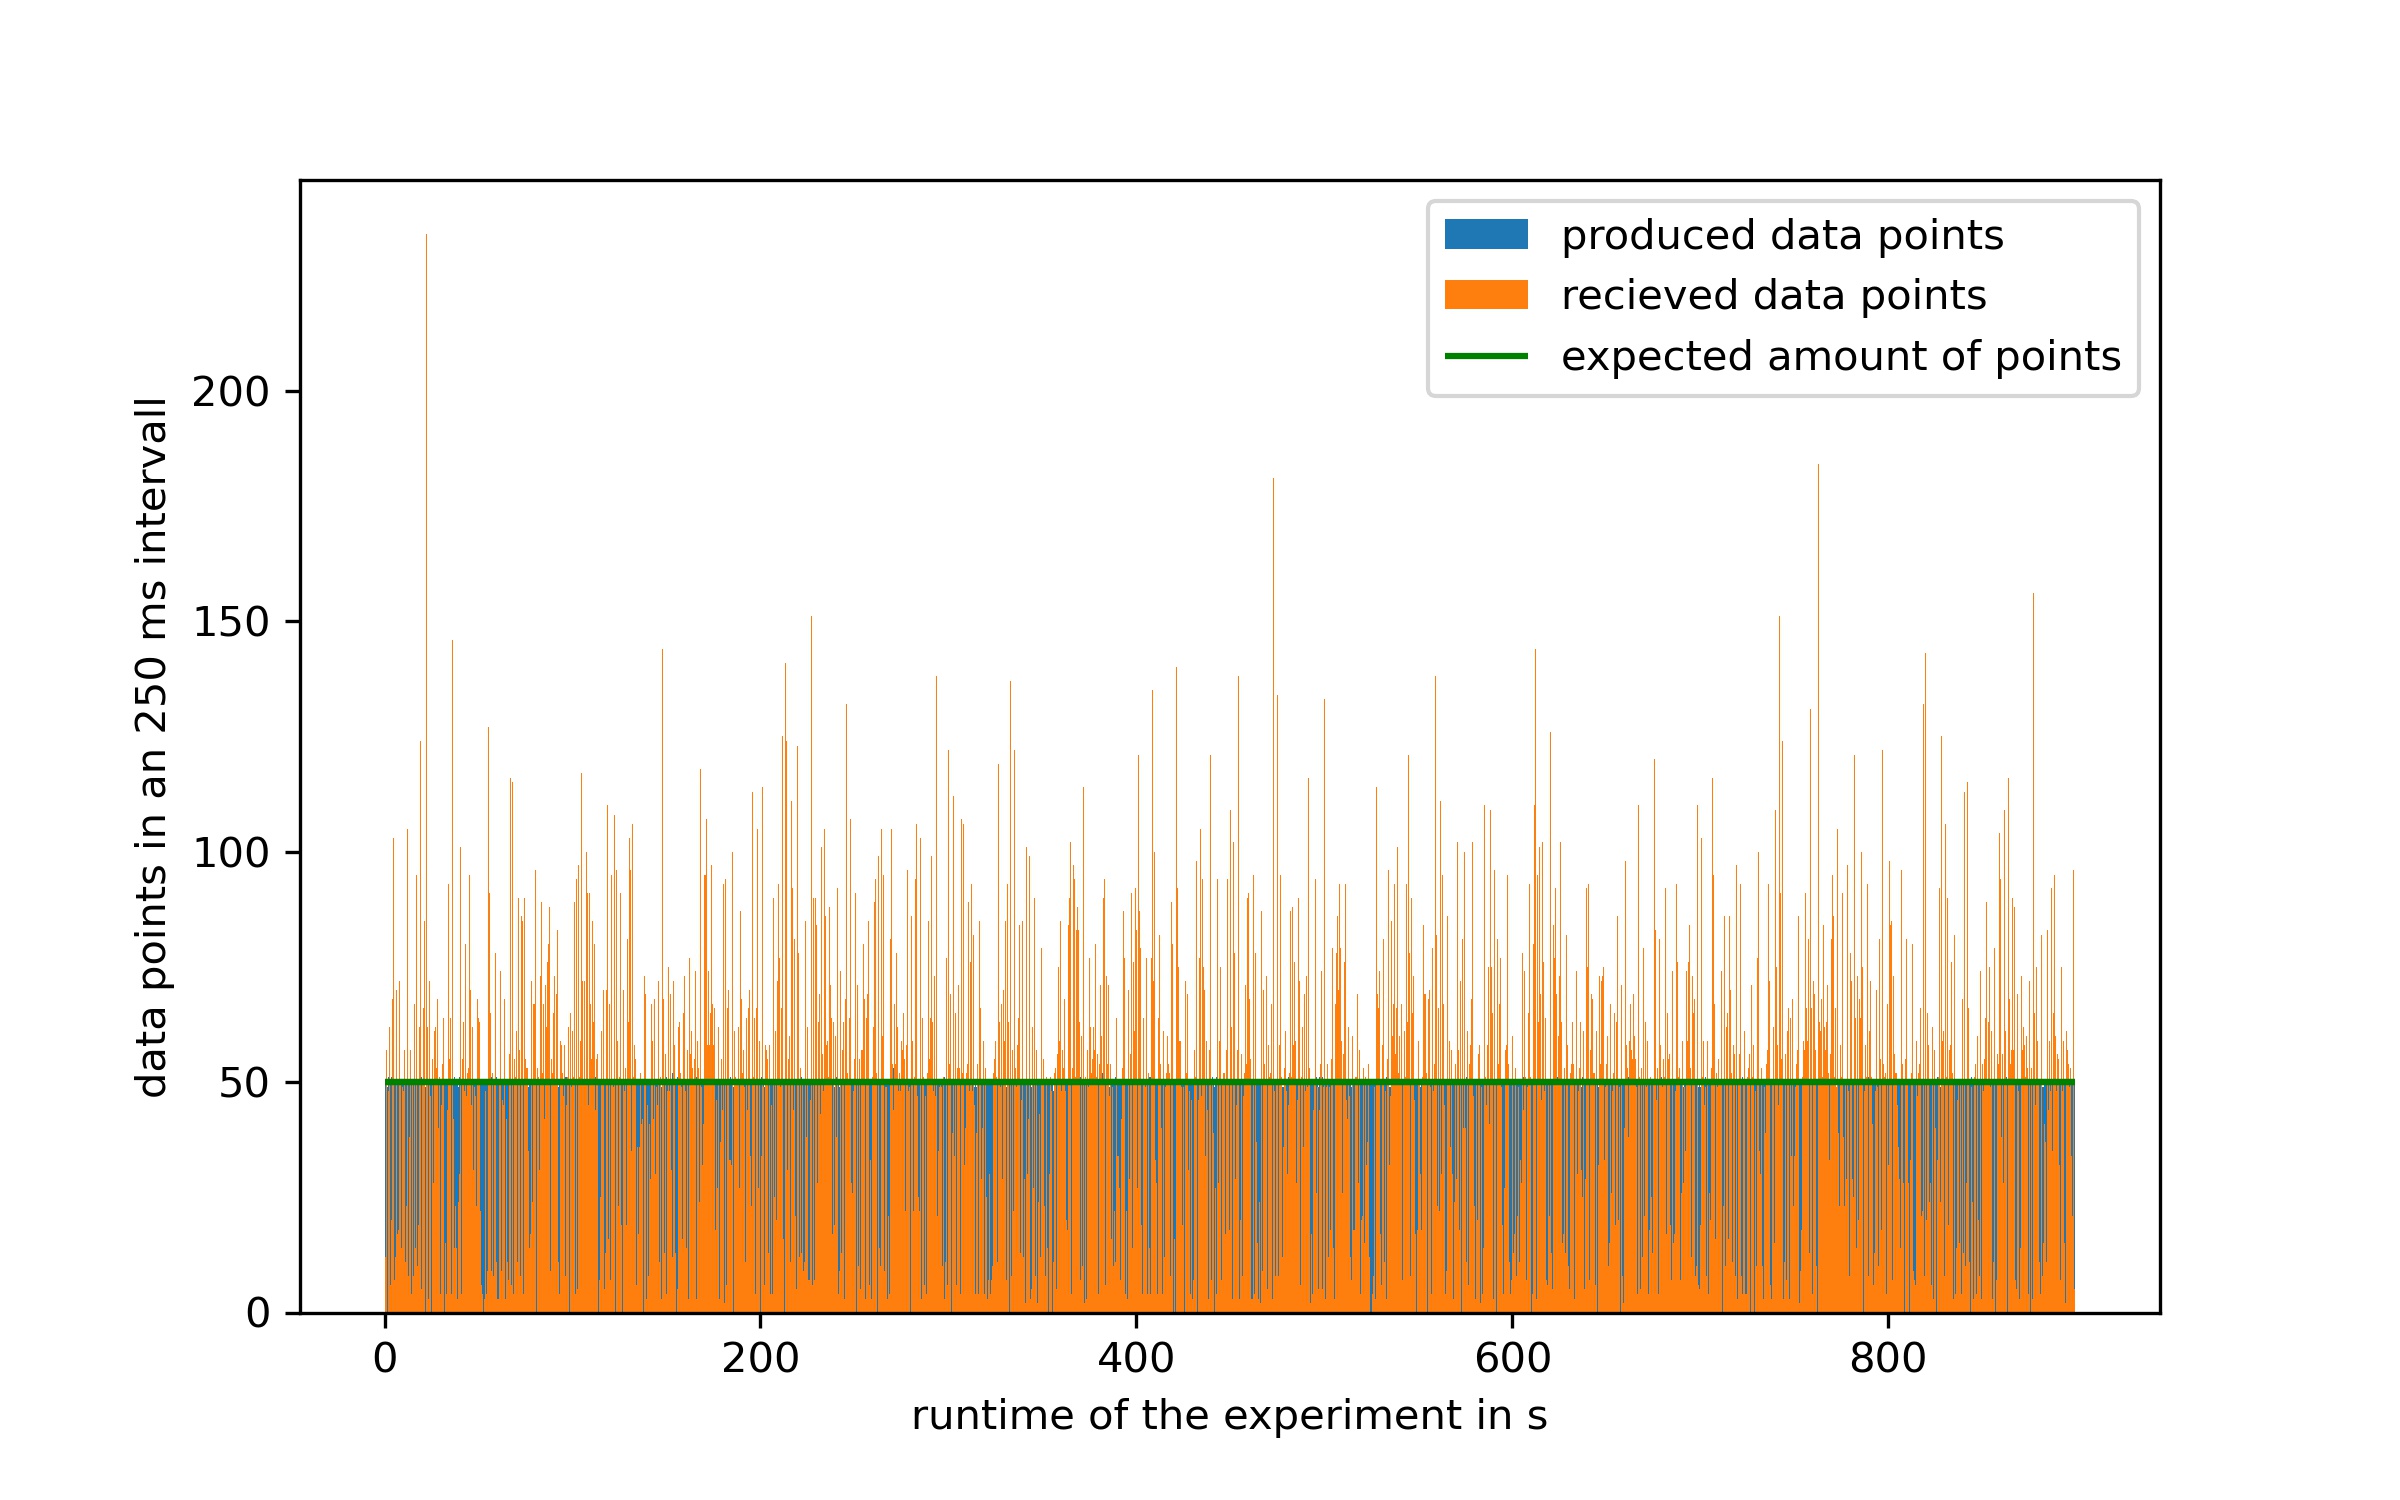 produced data points
recieved data points
expected amount of points
data points in an 250 ms intervall
200
150
100
50
0
0 200 400 600 800
runtime of the experiment in s